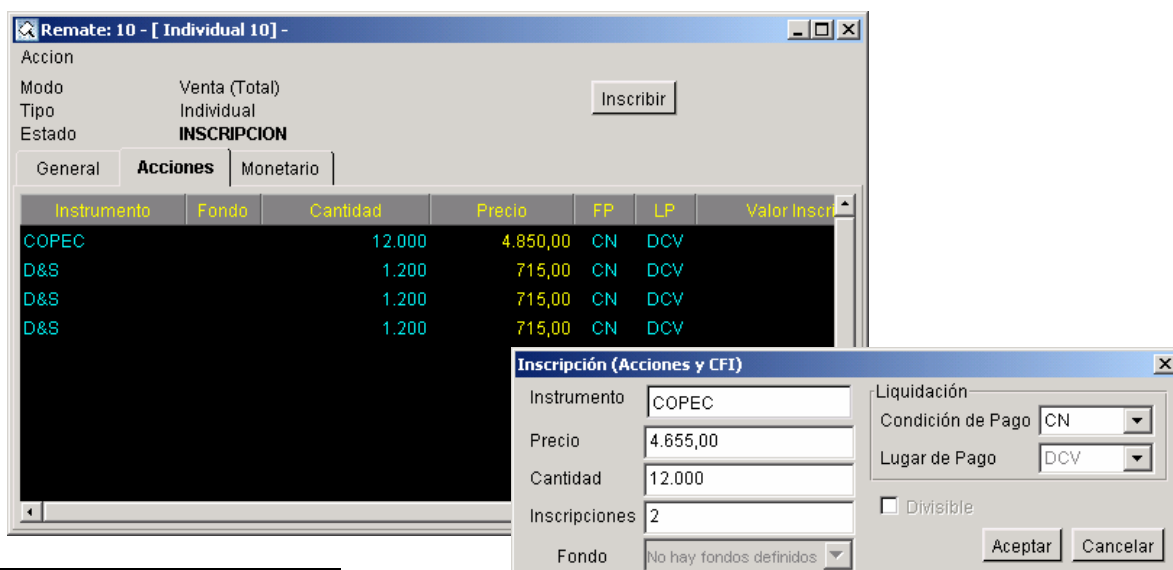 Remate: 10 - [ Individual 10] -
Accion
Modo Venta (Total)
Tipo Individual
Estado INSCRIPCION
Inscribir
General Acciones Monetario
Instrumento Fondo Cantidad Precio FP LP Valor Inscri
COPEC 12.000 4.850,00 CN DCV
D&S 1.200 715,00 CN DCV
D&S 1.200 715,00 CN DCV
D&S 1.200 715,00 CN DCV
Inscripción (Acciones y CFI)
Instrumento COPEC
Precio 4.655,00
Cantidad 12.000
Inscripciones 2
Fondo No hay fondos definidos
Liquidación
Condición de Pago CN
Lugar de Pago DCV
Divisible
Aceptar Cancelar